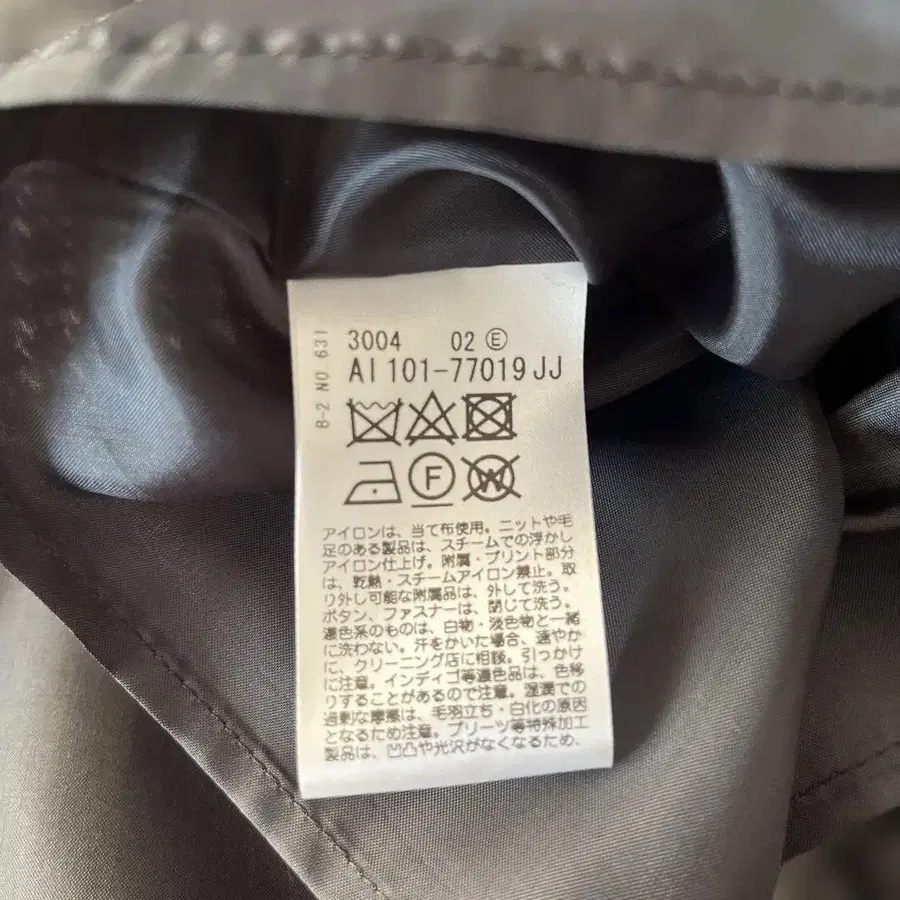 B-2 NO. 631
3004 02 Ⓔ
AI 101-77019 JJ
F
W
アイロンは、当て布使用。ニットや毛
足のある製品は、スチームでの浮かし
アイロン仕上げ。附属・プリント部分
は、乾熱・スチームアイロン禁止。取
り外し可能な附属品は、外して洗う。
ボタン、ファスナーは、閉じて洗う。
濃色系のものは、白物・淡色物と一緒
に洗わない。汗をかいた場合、速やか
に、クリーニング店に相談。引っかけ
に注意。インディゴ等濃色品は、色移
りすることがあるので注意。湿潤での
過剰な摩擦は、毛羽立ち・白化の原因
となるため注意。プリーツ等特殊加工
製品は、凹凸や光沢がなくなるため、